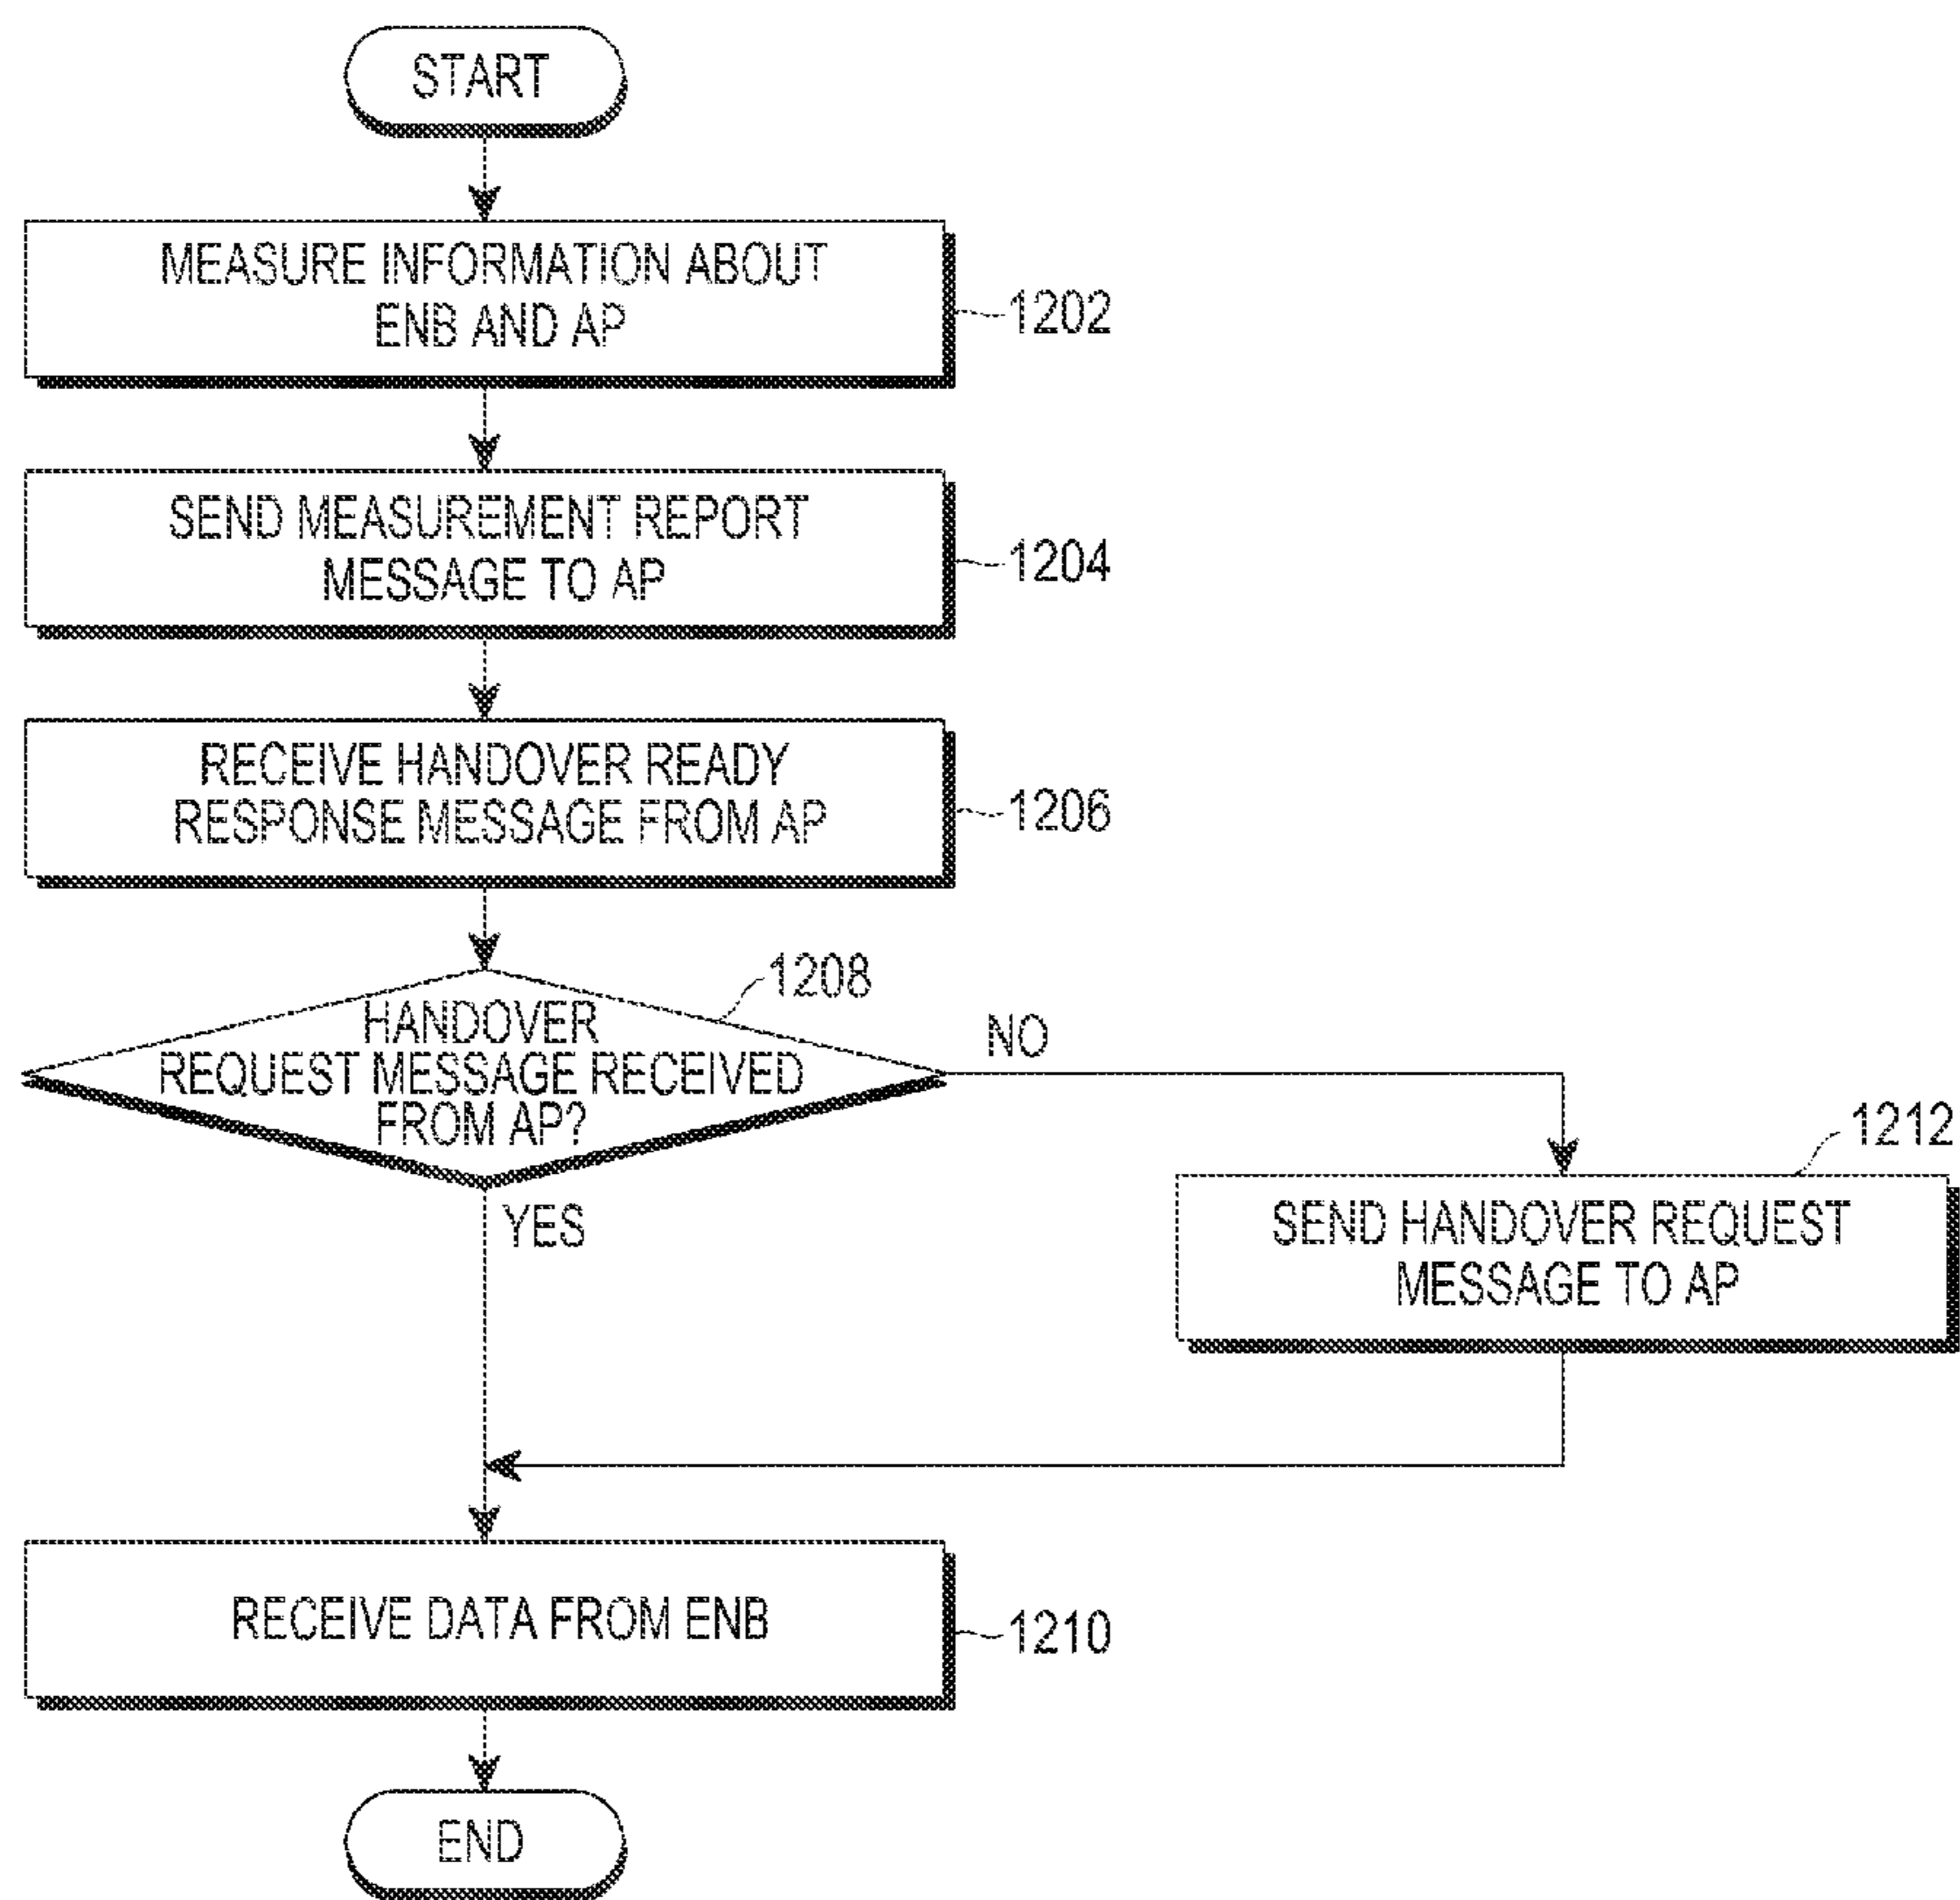 START
MEASURE INFORMATION ABOUT
ENB AND AP
1202
SEND MEASUREMENT REPORT
MESSAGE TO AP
1204
RECEIVE HANDOVER READY
RESPONSE MESSAGE FROM AP
1206
1208
HANDOVER
REQUEST MESSAGE RECEIVED
FROM AP?
NO
YES
1212
SEND HANDOVER REQUEST
MESSAGE TO AP
RECEIVE DATA FROM ENB
1210
END